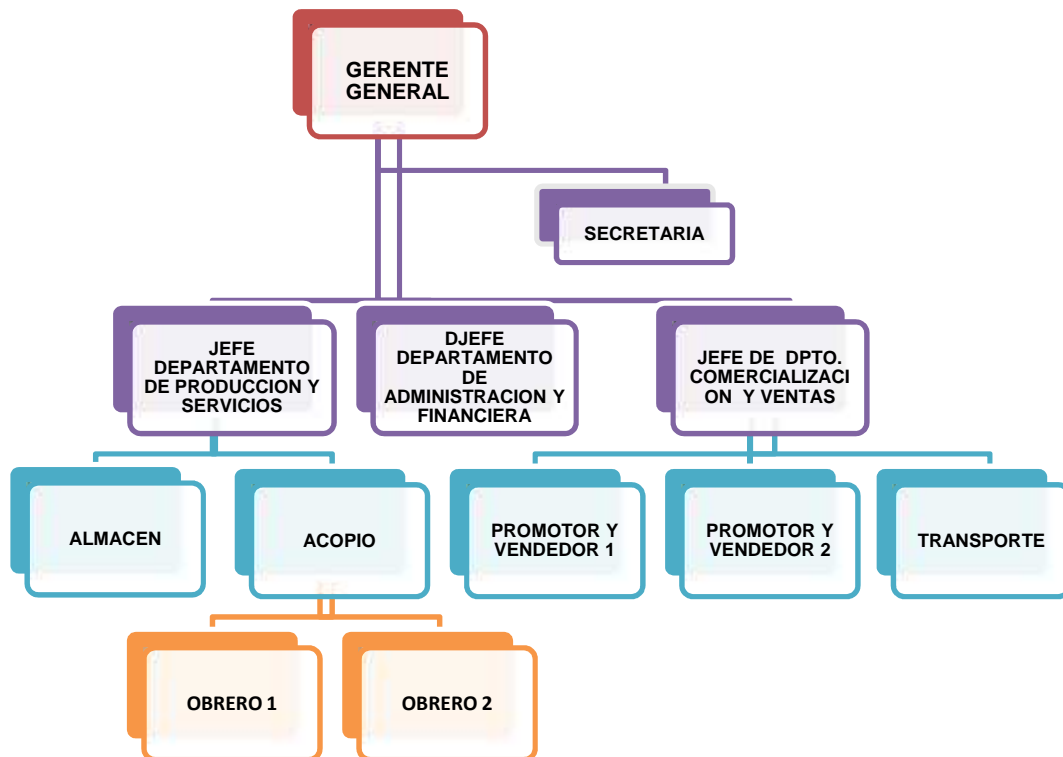 GERENTE
GENERAL
SECRETARIA
JEFE
DEPARTAMENTO
DE PRODUCCION Y
SERVICIOS
DJEFE
DEPARTAMENTO
DE
ADMINISTRACION Y
FINANCIERA
JEFE DE DPTO.
COMERCIALIZACI
ON Y VENTAS
ALMACEN
ACOPIO
PROMOTOR Y
VENDEDOR 1
PROMOTOR Y
VENDEDOR 2
TRANSPORTE
OBRERO 1
OBRERO 2